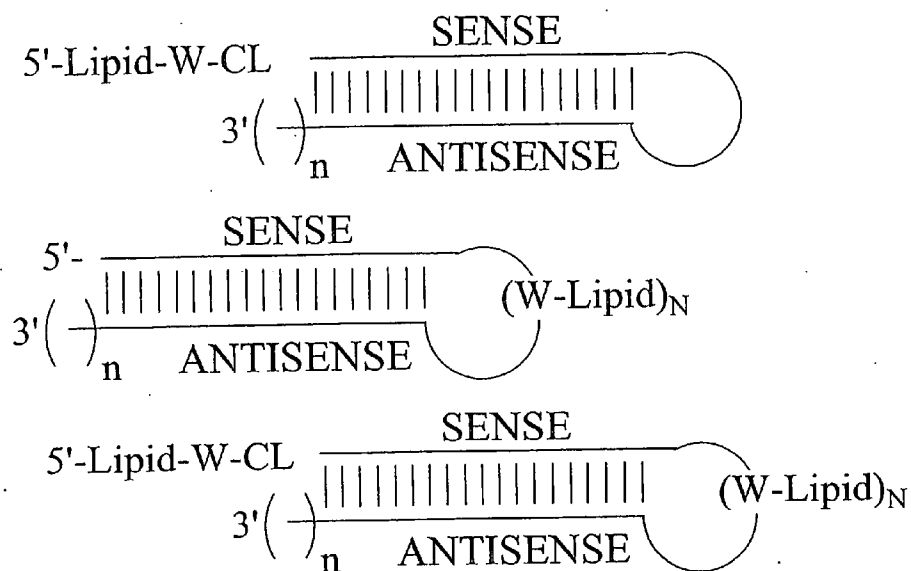 SENSE
5'-Lipid-W-CL
3'( )n
ANTISENSE
SENSE
5'-
(W-Lipid)N
3'( )n
ANTISENSE
SENSE
5'-Lipid-W-CL
(W-Lipid)N
3'( )n
ANTISENSE